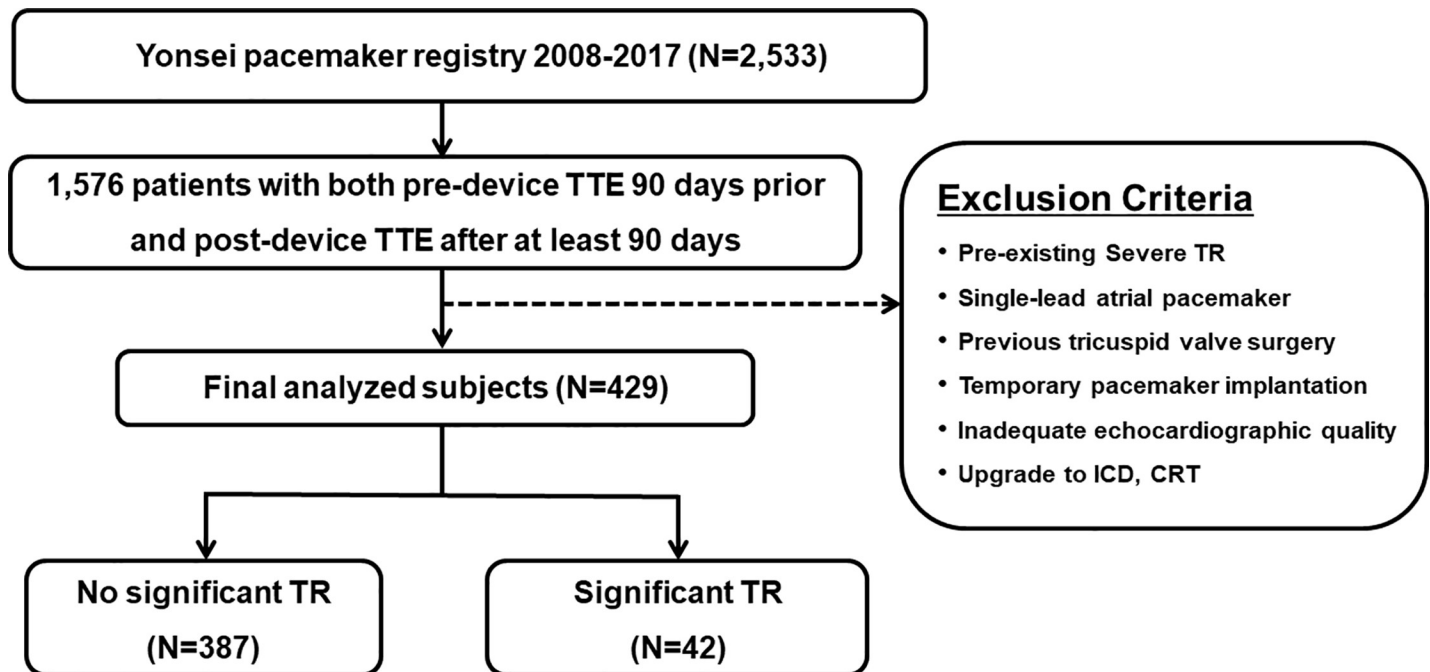 Yonsei pacemaker registry 2008-2017 (N=2,533)
1,576 patients with both pre-device TTE 90 days prior
and post-device TTE after at least 90 days
Exclusion Criteria
• Pre-existing Severe TR
• Single-lead atrial pacemaker
• Previous tricuspid valve surgery
• Temporary pacemaker implantation
• Inadequate echocardiographic quality
• Upgrade to ICD, CRT
Final analyzed subjects (N=429)
No significant TR
(N=387)
Significant TR
(N=42)